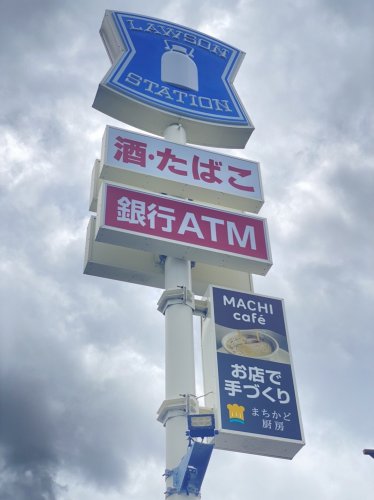 LAWSON
STATION
酒・たばこ
銀行ATM
MACHI
café
お店で
手づくり
まちかど
厨房